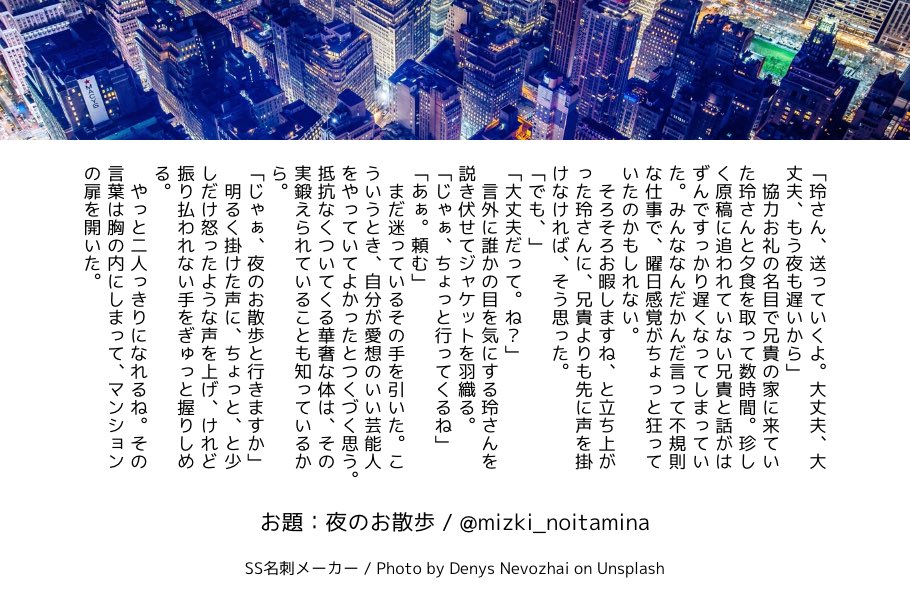 「玲さん、送っていくよ。大丈夫、大
丈夫、もう夜も遅いから」
　協力お礼の名目で兄貴の家に来てい
た玲さんと夕食を取って数時間。珍し
く原稿に追われていない兄貴と話がは
ずんですっかり遅くなってしまってい
た。みんななんだかんだ言って不規則
な仕事で、曜日感覚がちょっと狂って
いたのかもしれない。
　そろそろお暇しますね、と立ち上が
った玲さんに、兄貴よりも先に声を掛
けなければ、そう思った。
「でも、」
「大丈夫だって。ね？」
　言外に誰かの目を気にする玲さんを
説き伏せてジャケットを羽織る。
「じゃぁ、ちょっと行ってくるね」
「あぁ。頼む」
　まだ迷っているその手を引いた。こ
ういうとき、自分が愛想のいい芸能人
をやっていてよかったとつくづく思う。
抵抗なくついてくる華奢な体は、その
実鍛えられていることも知っているか
ら。
「じゃぁ、夜のお散歩と行きますか」
　明るく掛けた声に、ちょっと、と少
しだけ怒ったような声を上げ、けれど
振り払われない手をぎゅっと握りしめ
る。
　やっと二人っきりになれるね。その
言葉は胸の内にしまって、マンション
の扉を開いた。
お題：夜のお散歩 / @mizki_noitamina
SS名刺メーカー / Photo by Denys Nevozhai on Unsplash